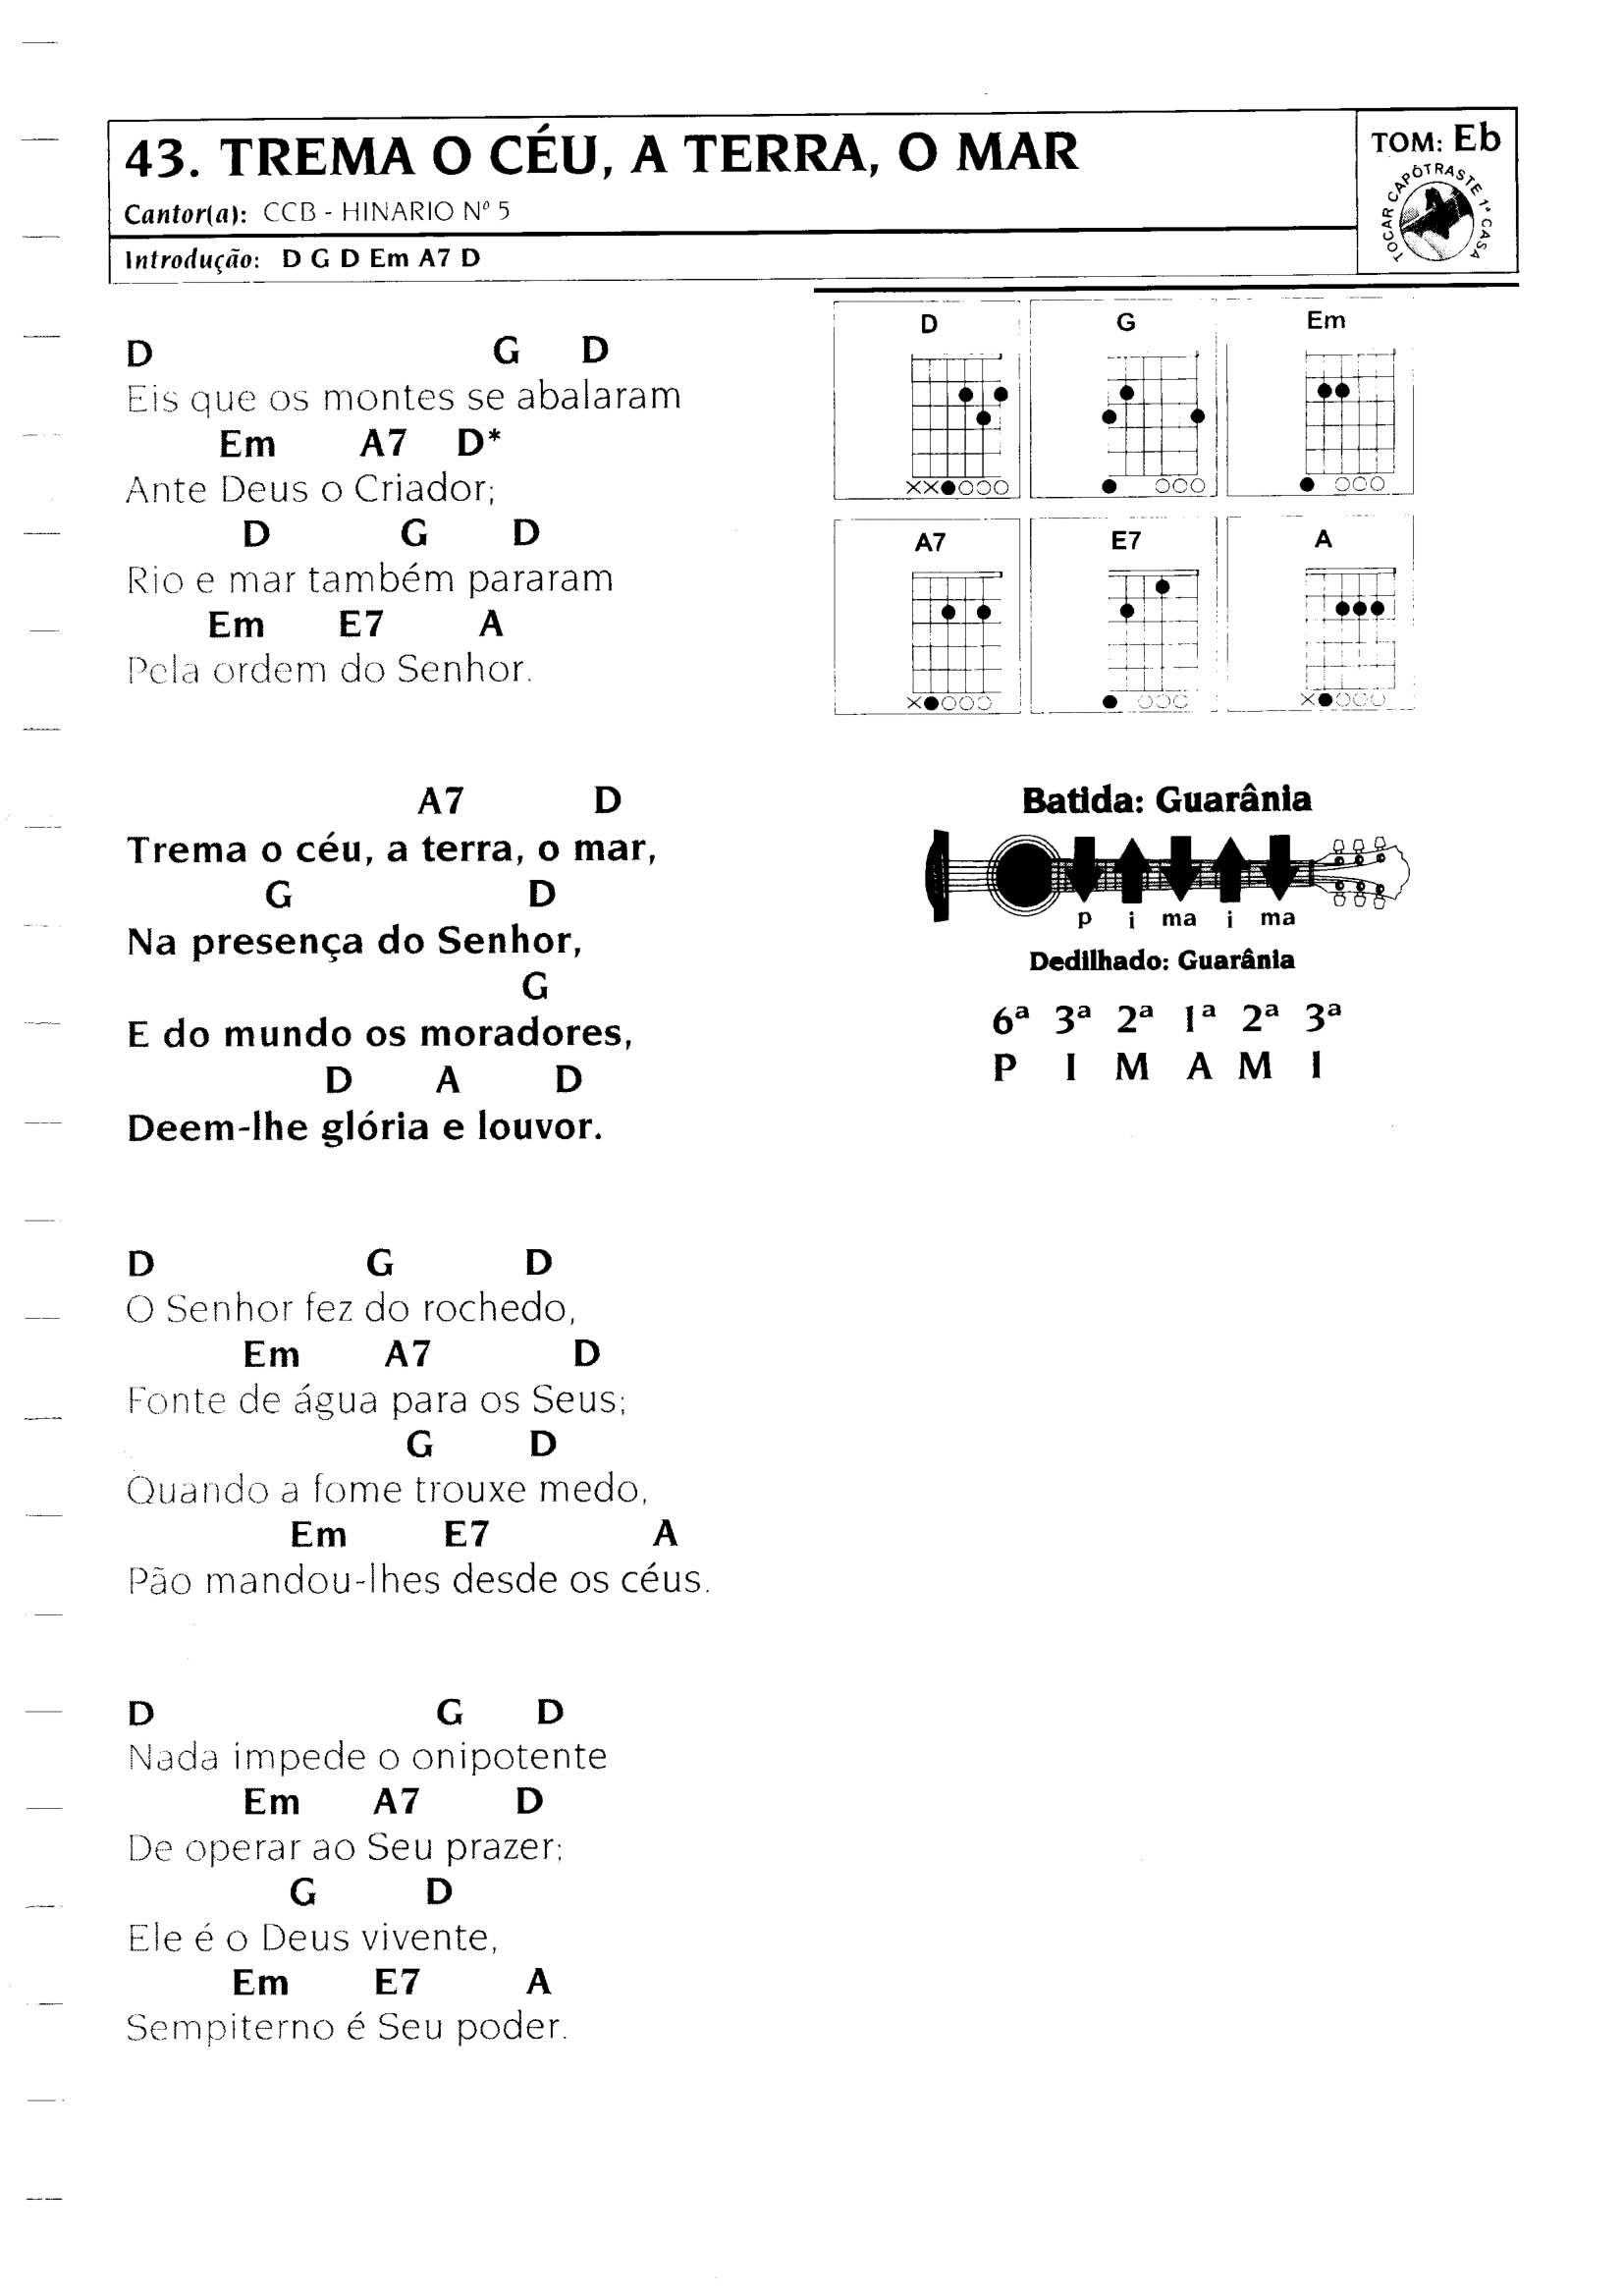 43. TREMA O CÉU, A TERRA, O MAR
Cantor(a): CCB - HINARIO Nº 5
Introdução: D G D Em A7 D
TOM: Eb
TOCAR CAPÓTRASTE 1ª CASA
D G D
Eis que os montes se abalaram
Em A7 D*
Ante Deus o Criador;
D G D
Rio e mar também pararam
Em E7 A
Pela ordem do Senhor.
A7 D
Trema o céu, a terra, o mar,
G D
Na presença do Senhor,
G
E do mundo os moradores,
D A D
Deem-lhe glória e louvor.
D G D
O Senhor fez do rochedo,
Em A7 D
Fonte de água para os Seus;
G D
Quando a fome trouxe medo,
Em E7 A
Pão mandou-lhes desde os céus.
D G D
Nada impede o onipotente
Em A7 D
De operar ao Seu prazer;
G D
Ele é o Deus vivente,
Em E7 A
Sempiterno é Seu poder.
D G Em
A7 E7 A
Batida: Guarânia
p i ma i ma
Dedilhado: Guarânia
6ª 3ª 2ª 1ª 2ª 3ª
P I M A M I